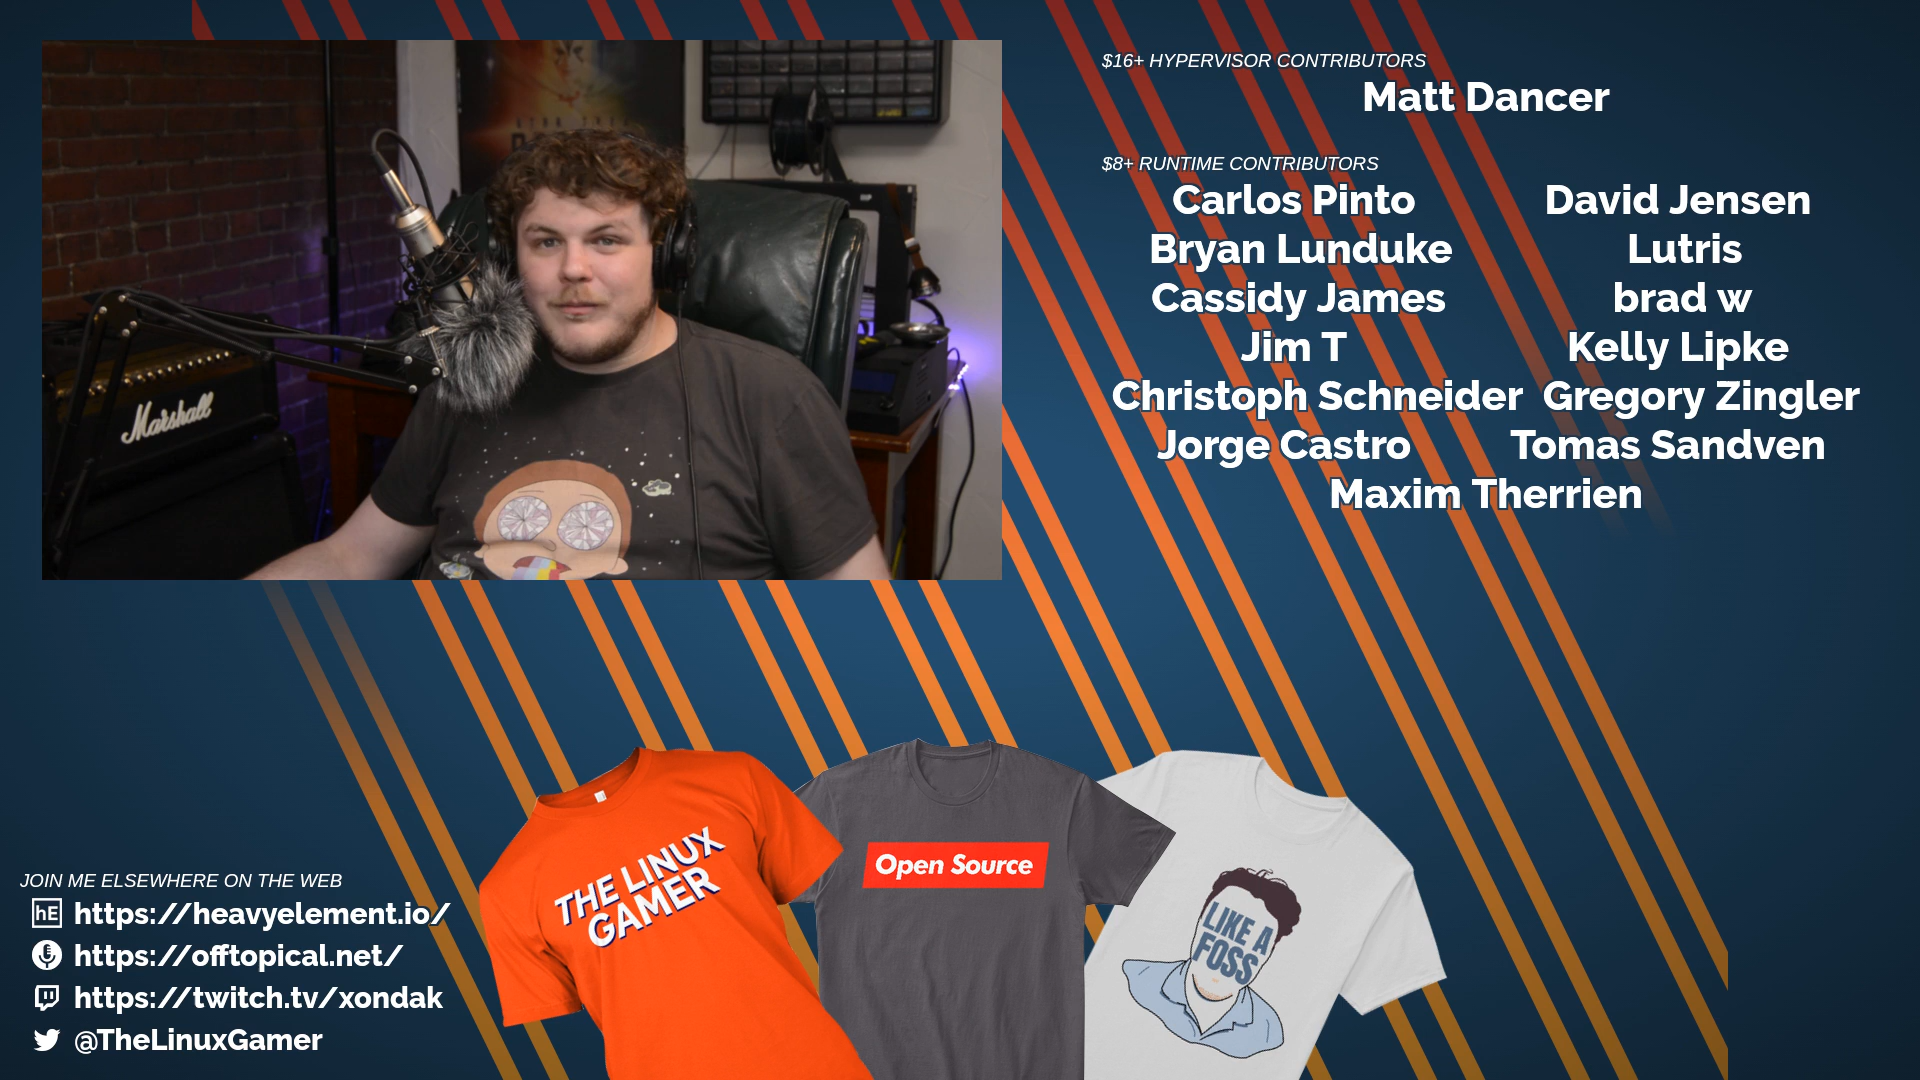 Marshall
$16+ HYPERVISOR CONTRIBUTORS
Matt Dancer
$8+ RUNTIME CONTRIBUTORS
Carlos Pinto David Jensen
Bryan Lunduke Lutris
Cassidy James brad w
Jim T Kelly Lipke
Christoph Schneider Gregory Zingler
Jorge Castro Tomas Sandven
Maxim Therrien
THE LINUX
GAMER
Open Source
LIKE A
FOSS
JOIN ME ELSEWHERE ON THE WEB
hE https://heavyelement.io/
https://offtopical.net/
https://twitch.tv/xondak
@TheLinuxGamer